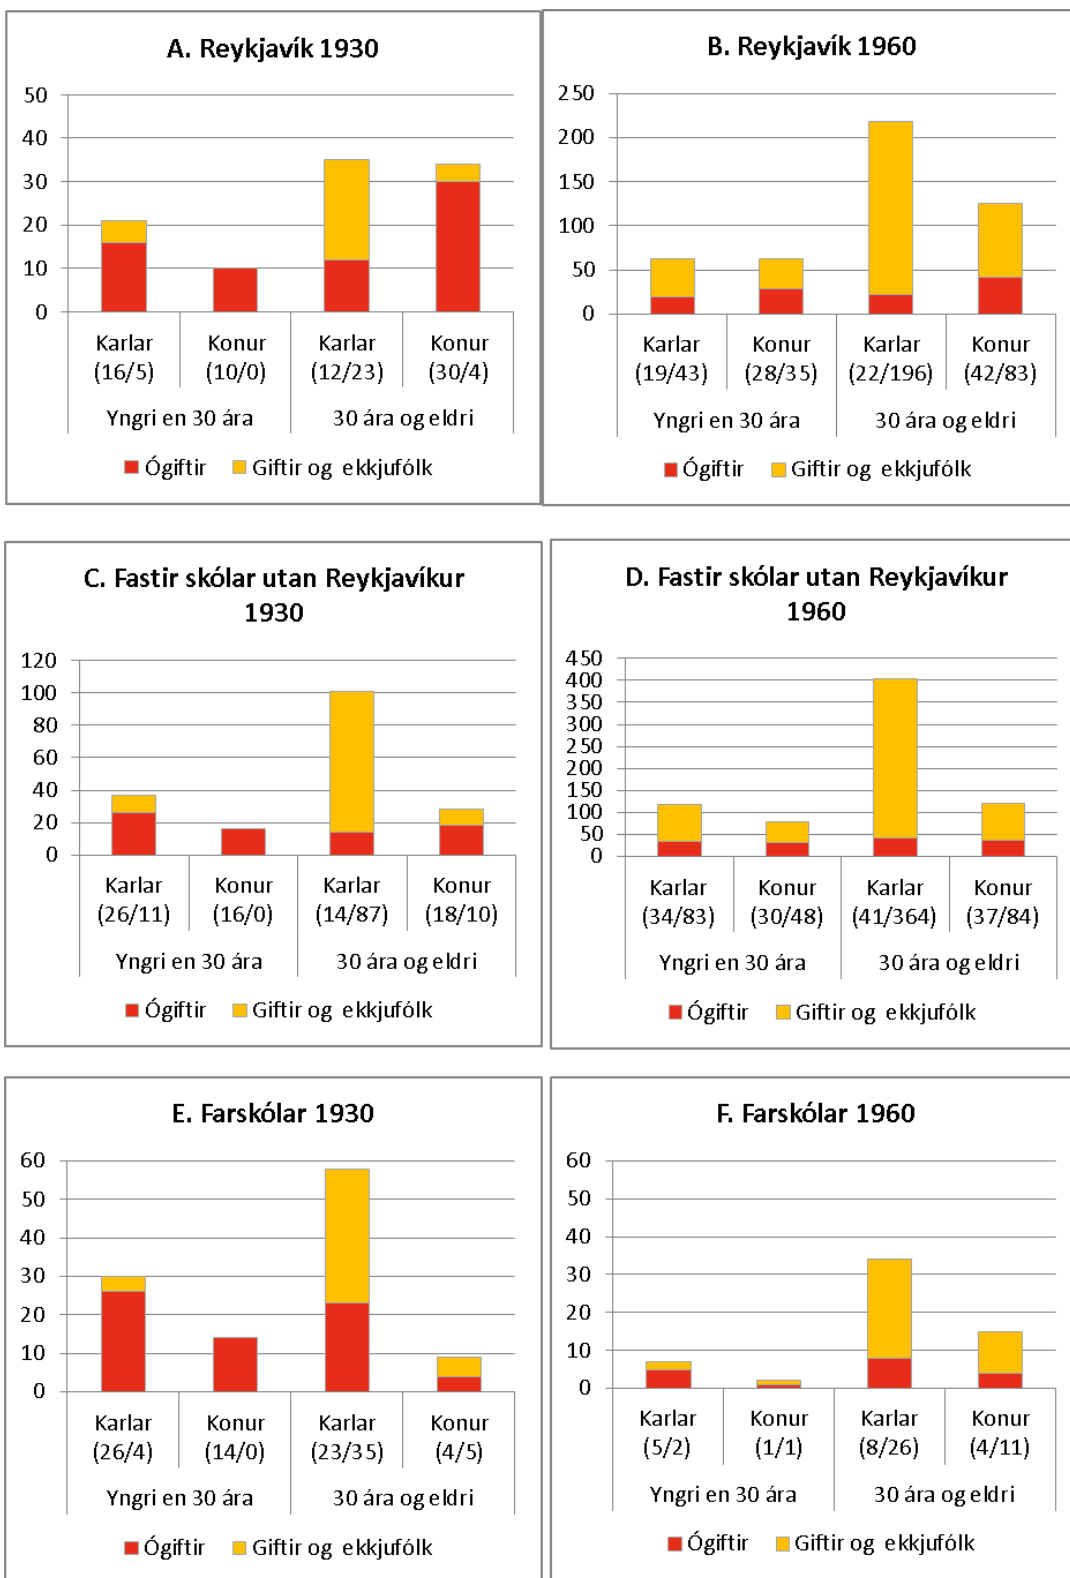 A. Reykjavík 1930
50
40
30
20
10
0
Karlar Konur Karlar Konur
(16/5) (10/0) (12/23) (30/4)
Yngri en 30 ára 30 ára og eldri
Ógiftir Giftir og ekkjufólk
B. Reykjavík 1960
250
200
150
100
50
0
Karlar Konur Karlar Konur
(19/43) (28/35) (22/196) (42/83)
Yngri en 30 ára 30 ára og eldri
Ógiftir Giftir og ekkjufólk
C. Fastir skólar utan Reykjavíkur
1930
120
100
80
60
40
20
0
Karlar Konur Karlar Konur
(26/11) (16/0) (14/87) (18/10)
Yngri en 30 ára 30 ára og eldri
Ógiftir Giftir og ekkjufólk
D. Fastir skólar utan Reykjavíkur
1960
450
400
350
300
250
200
150
100
50
0
Karlar Konur Karlar Konur
(34/83) (30/48) (41/364) (37/84)
Yngri en 30 ára 30 ára og eldri
Ógiftir Giftir og ekkjufólk
E. Farskólar 1930
60
50
40
30
20
10
0
Karlar Konur Karlar Konur
(26/4) (14/0) (23/35) (4/5)
Yngri en 30 ára 30 ára og eldri
Ógiftir Giftir og ekkjufólk
F. Farskólar 1960
60
50
40
30
20
10
0
Karlar Konur Karlar Konur
(5/2) (1/1) (8/26) (4/11)
Yngri en 30 ára 30 ára og eldri
Ógiftir Giftir og ekkjufólk